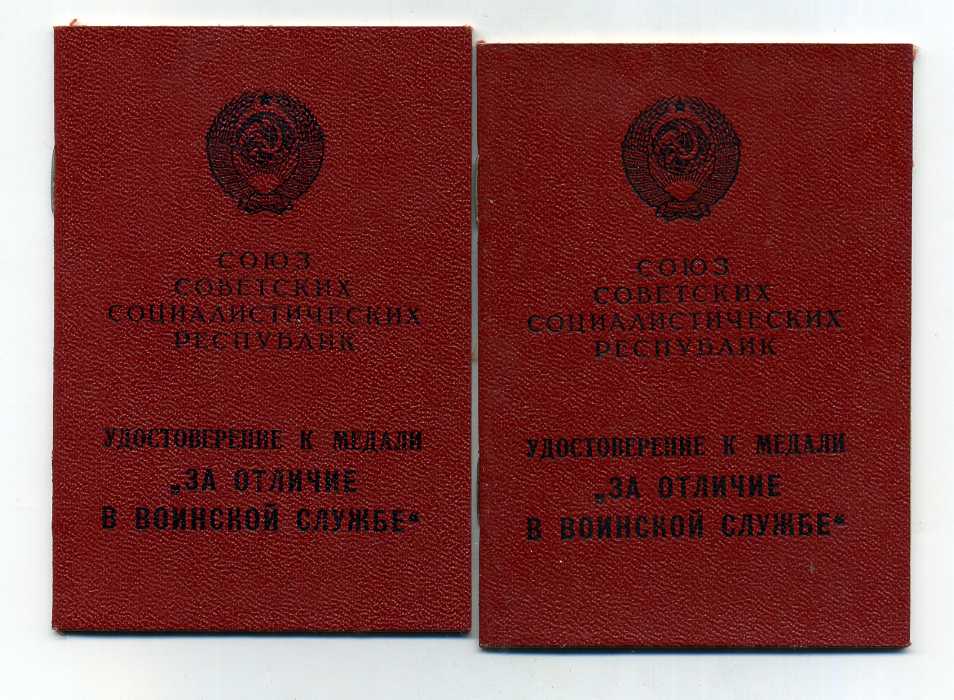 СОЮЗ
СОВЕТСКИХ
СОЦИАЛИСТИЧЕСКИХ
РЕСПУБЛИК
УДОСТОВЕРЕНИЕ К МЕДАЛИ
„ЗА ОТЛИЧИЕ
В ВОИНСКОЙ СЛУЖБЕ“
СОЮЗ
СОВЕТСКИХ
СОЦИАЛИСТИЧЕСКИХ
РЕСПУБЛИК
УДОСТОВЕРЕНИЕ К МЕДАЛИ
„ЗА ОТЛИЧИЕ
В ВОИНСКОЙ СЛУЖБЕ“